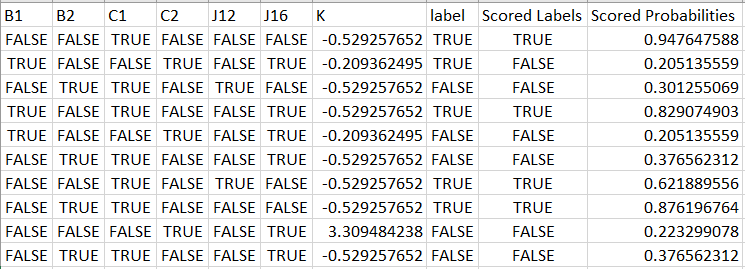 B1 B2 C1 C2 J12 J16 K label Scored Labels Scored Probabilities
FALSE FALSE TRUE FALSE FALSE FALSE -0.529257652 TRUE TRUE 0.947647588
TRUE FALSE FALSE TRUE FALSE TRUE -0.209362495 TRUE FALSE 0.205135559
FALSE TRUE TRUE FALSE TRUE FALSE -0.529257652 FALSE FALSE 0.301255069
TRUE FALSE TRUE FALSE FALSE TRUE -0.529257652 TRUE TRUE 0.829074903
TRUE FALSE FALSE TRUE FALSE TRUE -0.209362495 FALSE FALSE 0.205135559
FALSE TRUE TRUE FALSE FALSE TRUE -0.529257652 FALSE FALSE 0.376562312
FALSE FALSE TRUE FALSE TRUE FALSE -0.529257652 TRUE TRUE 0.621889556
FALSE TRUE TRUE FALSE FALSE FALSE -0.529257652 TRUE TRUE 0.876196764
FALSE FALSE FALSE TRUE FALSE TRUE 3.309484238 FALSE FALSE 0.223299078
FALSE TRUE TRUE FALSE FALSE TRUE -0.529257652 FALSE FALSE 0.376562312